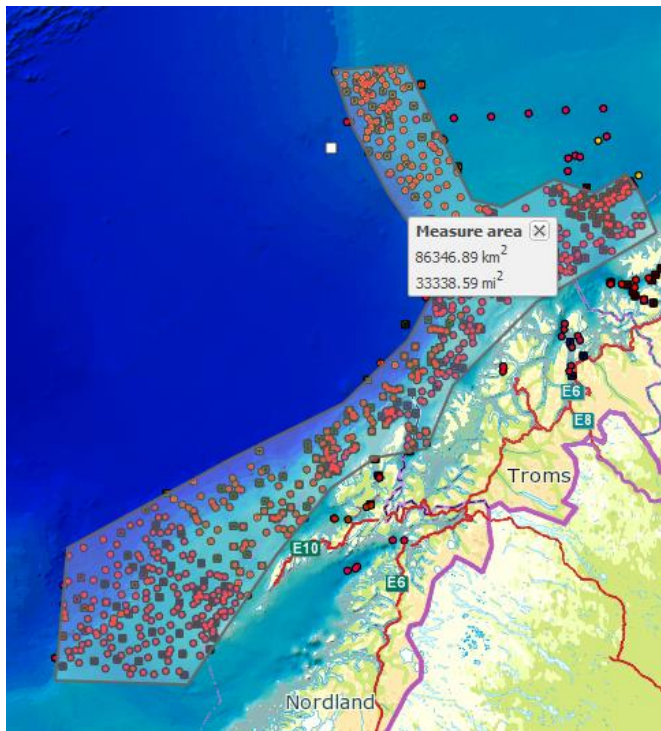 Measure area
86346.89 km²
33338.59 mi²
E6
E8
Troms
E10
E6
Nordland